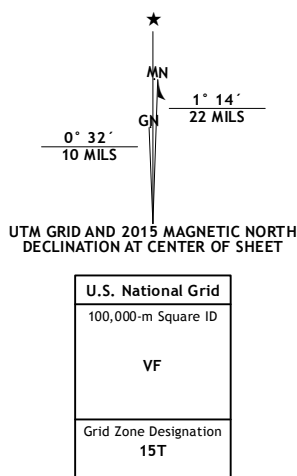 ★
MN
GN
1° 14´
22 MILS
0° 32´
10 MILS
UTM GRID AND 2015 MAGNETIC NORTH
DECLINATION AT CENTER OF SHEET
U.S. National Grid
100,000-m Square ID
VF
Grid Zone Designation
15T